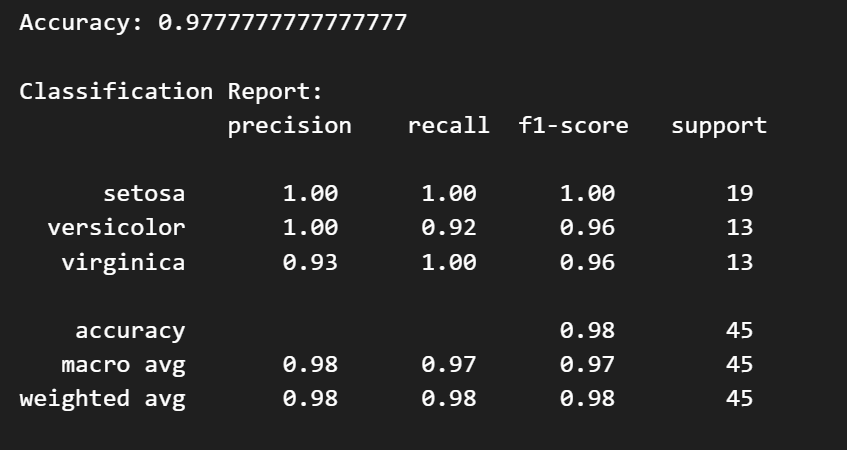 Accuracy: 0.9777777777777777
Classification Report:
precision recall f1-score support
setosa 1.00 1.00 1.00 19
versicolor 1.00 0.92 0.96 13
virginica 0.93 1.00 0.96 13
accuracy 0.98 45
macro avg 0.98 0.97 0.97 45
weighted avg 0.98 0.98 0.98 45